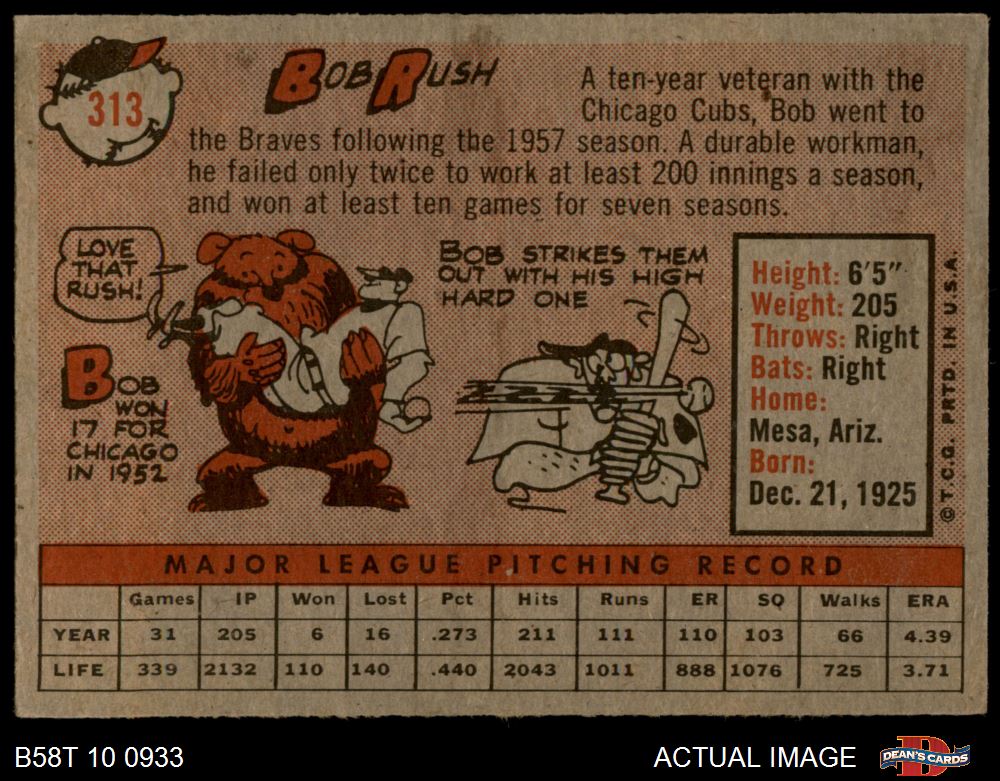 313
BOB RUSH
A ten-year veteran with the
Chicago Cubs, Bob went to
the Braves following the 1957 season. A durable workman,
he failed only twice to work at least 200 innings a season,
and won at least ten games for seven seasons.
LOVE
THAT
RUSH!
BOB
WON
17 FOR
CHICAGO
IN 1952
BOB STRIKES THEM
OUT WITH HIS HIGH
HARD ONE
Height: 6'5"
Weight: 205
Throws: Right
Bats: Right
Home:
Mesa, Ariz.
Born:
Dec. 21, 1925
© T.C.G. PRTD. IN U.S.A.
MAJOR LEAGUE PITCHING RECORD
Games IP Won Lost Pct Hits Runs ER SO Walks ERA
YEAR 31 205 6 16 .273 211 111 110 103 66 4.39
LIFE 339 2132 110 140 .440 2043 1011 888 1076 725 3.71
B58T 10 0933 ACTUAL IMAGE DEAN'S CARDS